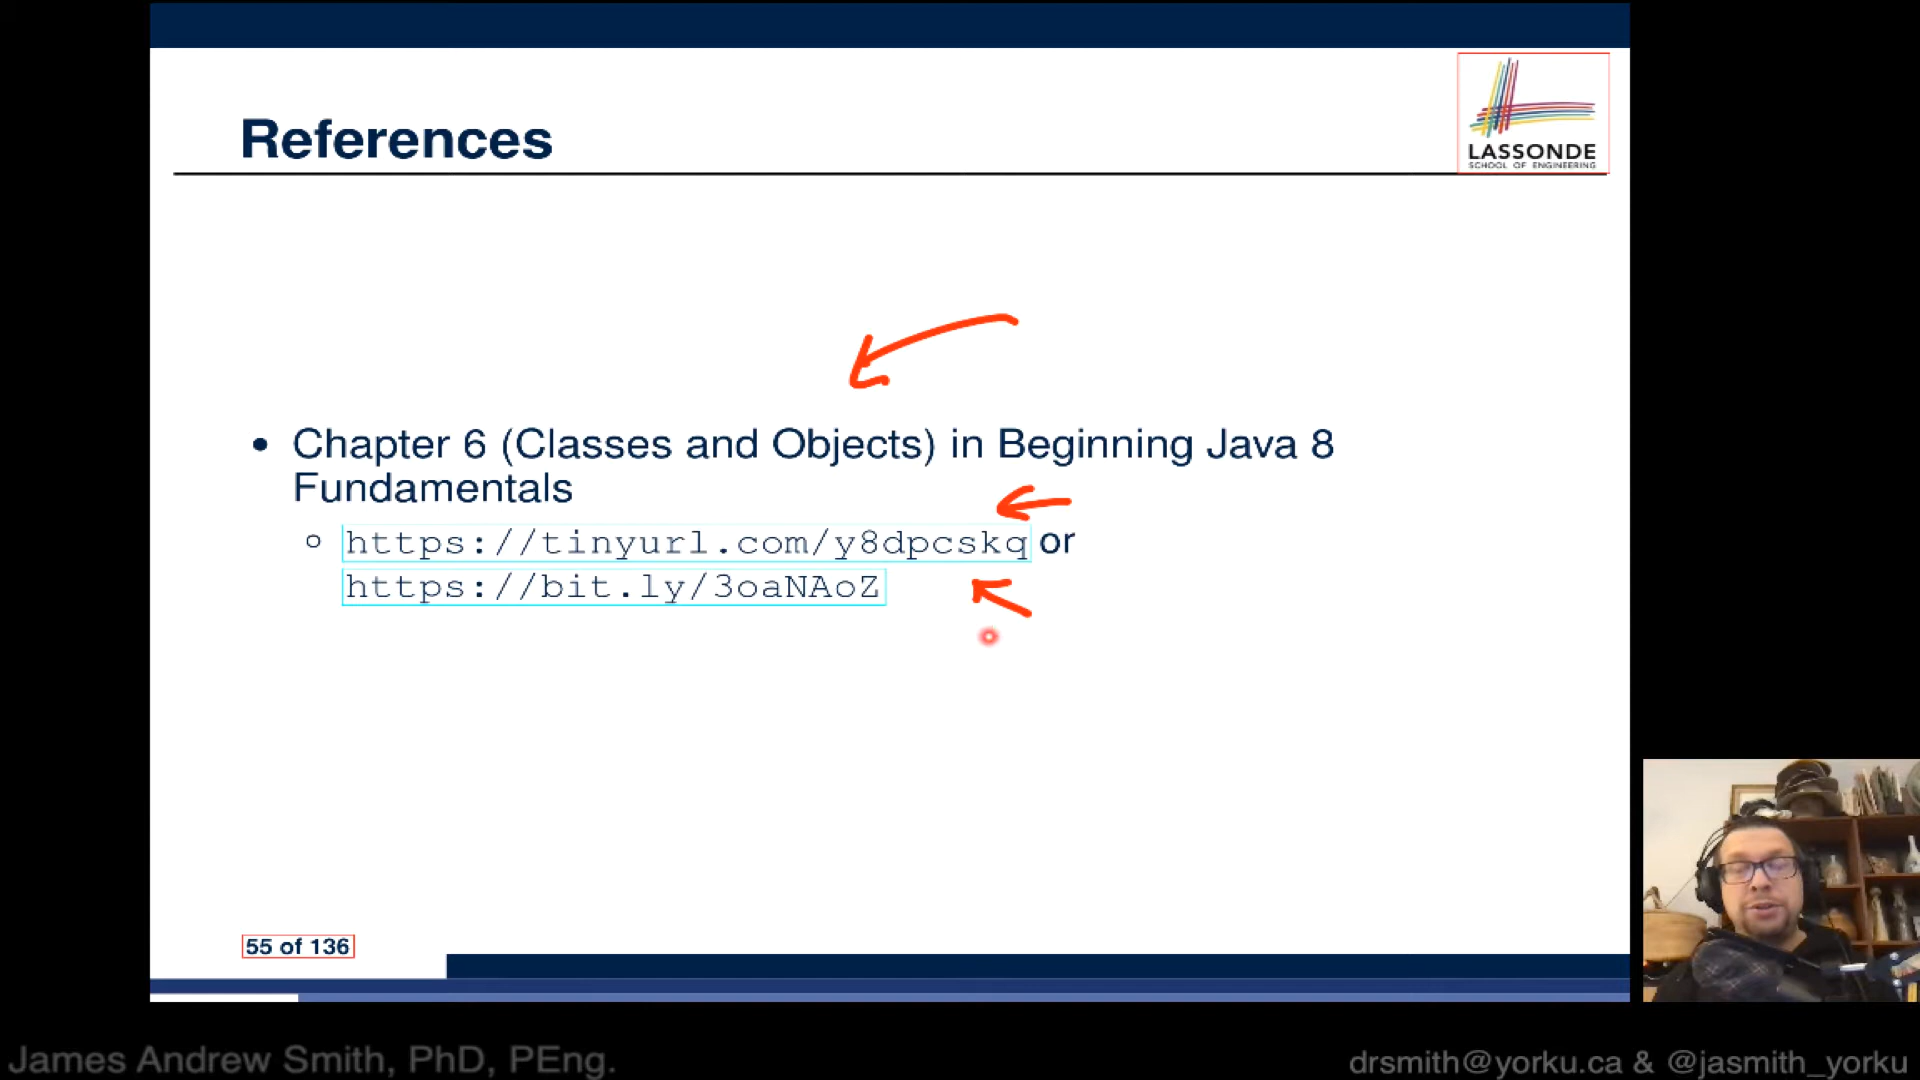 References
LASSONDE
SCHOOL OF ENGINEERING
• Chapter 6 (Classes and Objects) in Beginning Java 8
Fundamentals
○ https://tinyurl.com/y8dpcskq or
https://bit.ly/3oaNAoZ
55 of 136
James Andrew Smith, PhD, PEng.
drsmith@yorku.ca & @jasmith_yorku